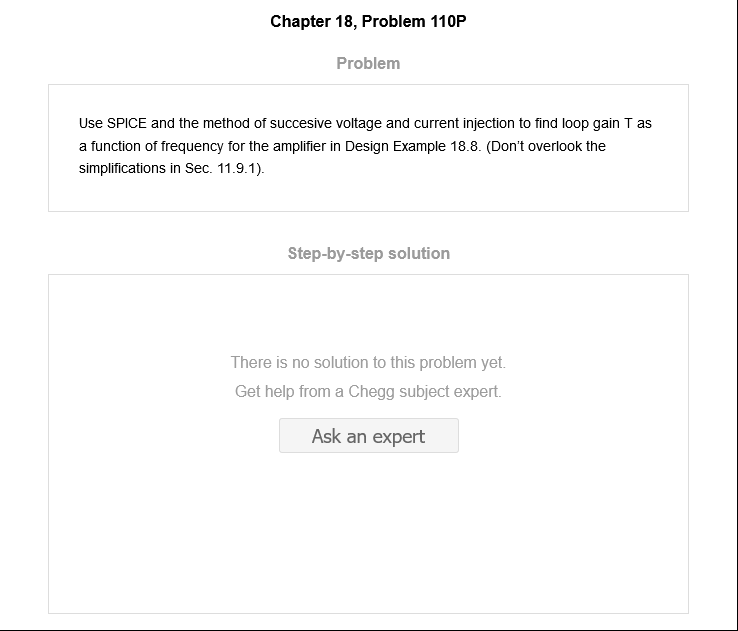 Chapter 18, Problem 110P
Problem
Use SPICE and the method of succesive voltage and current injection to find loop gain T as
a function of frequency for the amplifier in Design Example 18.8. (Don't overlook the
simplifications in Sec. 11.9.1).
Step-by-step solution
There is no solution to this problem yet.
Get help from a Chegg subject expert.
Ask an expert